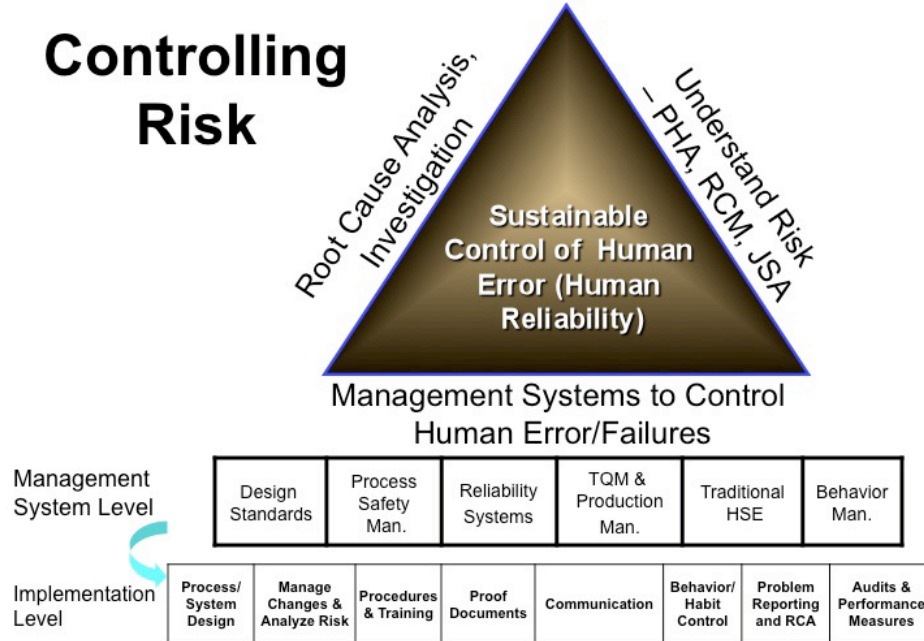 Controlling
Risk
Root Cause Analysis,
Investigation
Understand Risk
– PHA, RCM, JSA
Sustainable
Control of Human
Error (Human
Reliability)
Management Systems to Control
Human Error/Failures
Management
System Level
Design
Standards
Process
Safety
Man.
Reliability
Systems
TQM &
Production
Man.
Traditional
HSE
Behavior
Man.
Implementation
Level
Process/
System
Design
Manage
Changes &
Analyze Risk
Procedures
& Training
Proof
Documents
Communication
Behavior/
Habit
Control
Problem
Reporting
and RCA
Audits &
Performance
Measures